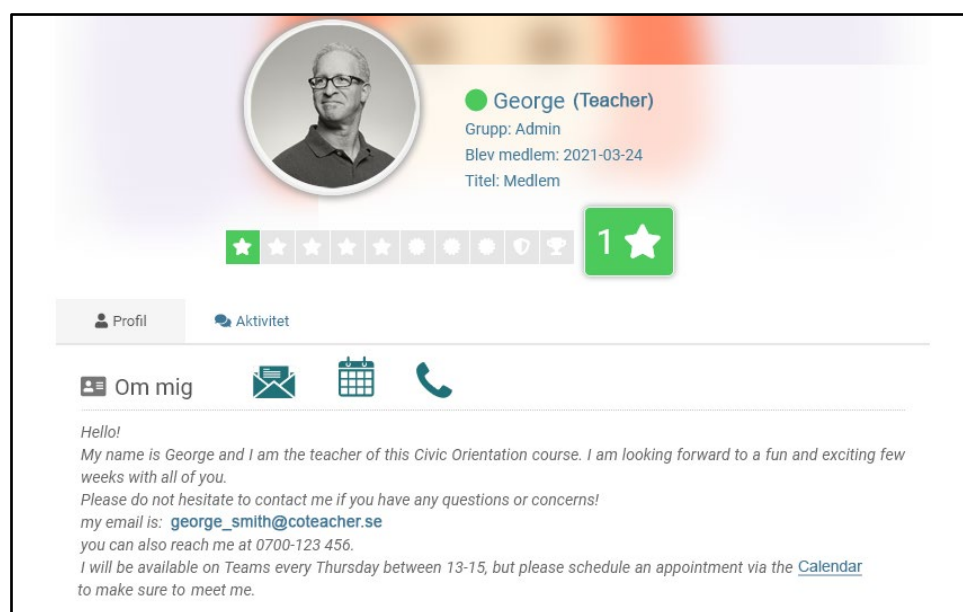 George (Teacher)
Grupp: Admin
Blev medlem: 2021-03-24
Titel: Medlem
1
Profil
Aktivitet
Om mig
Hello!
My name is George and I am the teacher of this Civic Orientation course. I am looking forward to a fun and exciting few
weeks with all of you.
Please do not hesitate to contact me if you have any questions or concerns!
my email is: george_smith@coteacher.se
you can also reach me at 0700-123 456.
I will be available on Teams every Thursday between 13-15, but please schedule an appointment via the Calendar
to make sure to meet me.